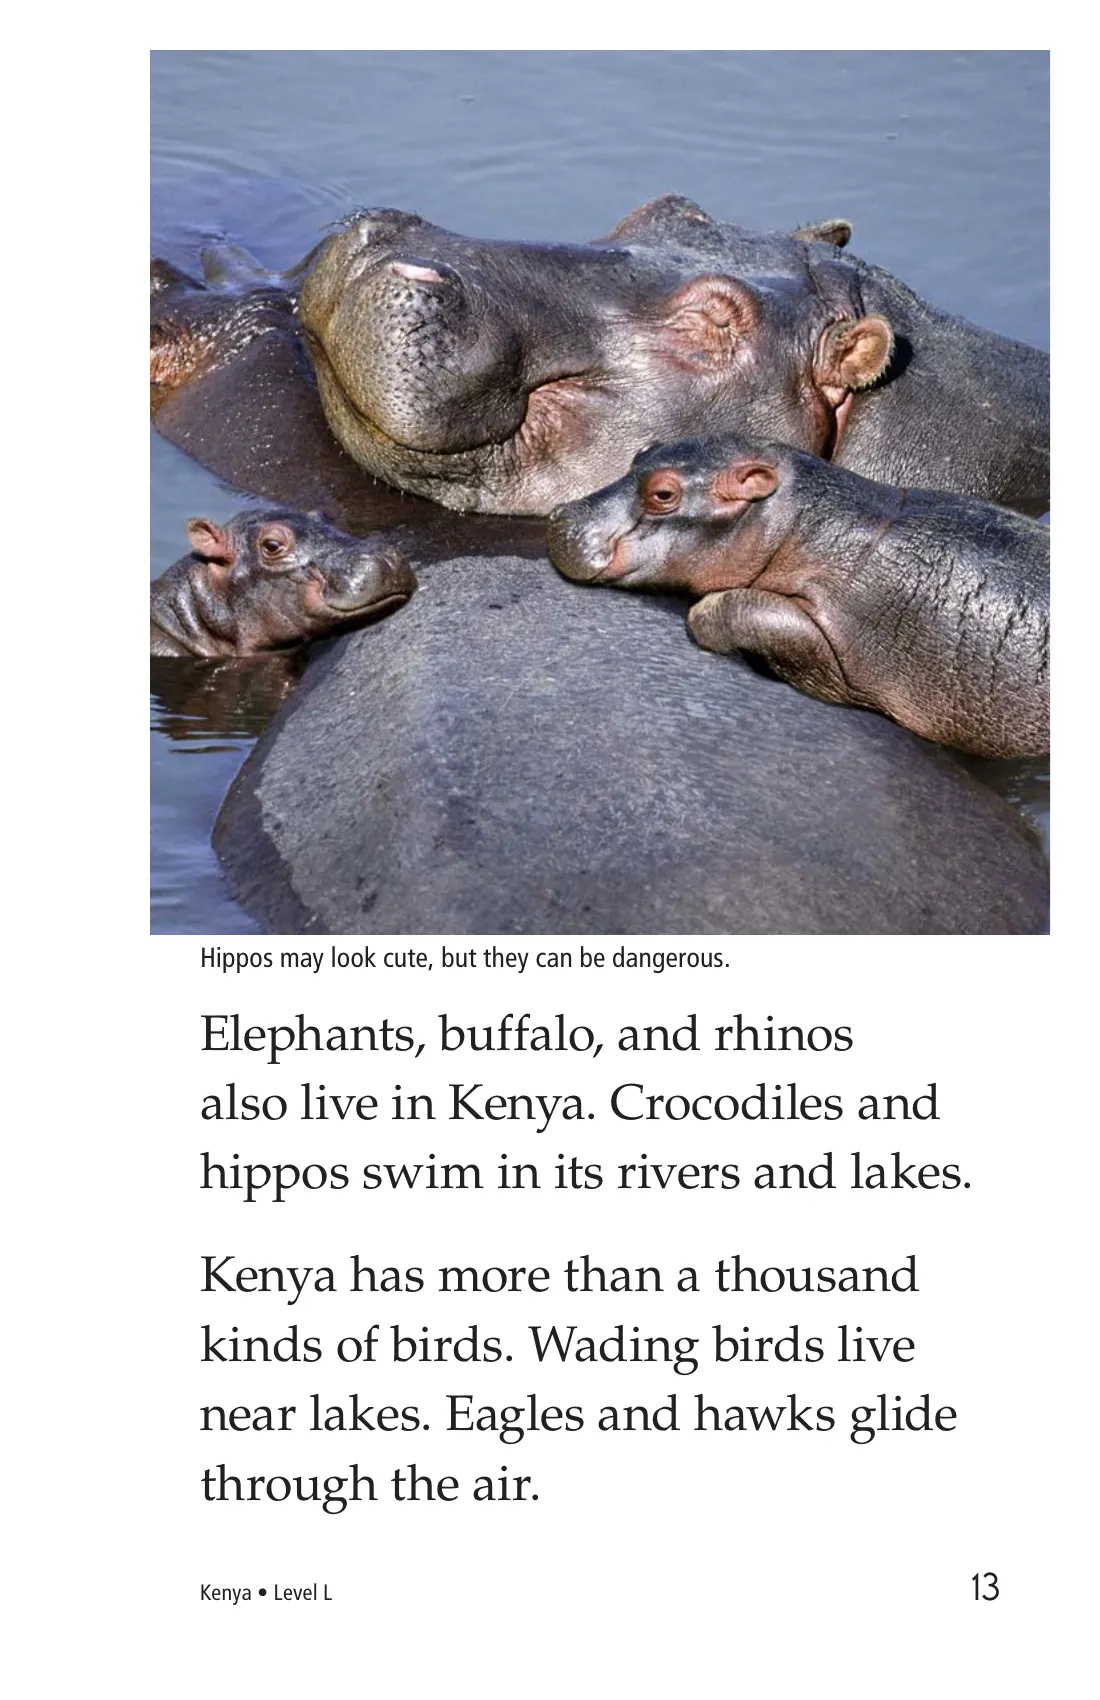 Hippos may look cute, but they can be dangerous.
Elephants, buffalo, and rhinos
also live in Kenya. Crocodiles and
hippos swim in its rivers and lakes.
Kenya has more than a thousand
kinds of birds. Wading birds live
near lakes. Eagles and hawks glide
through the air.
Kenya • Level L
13